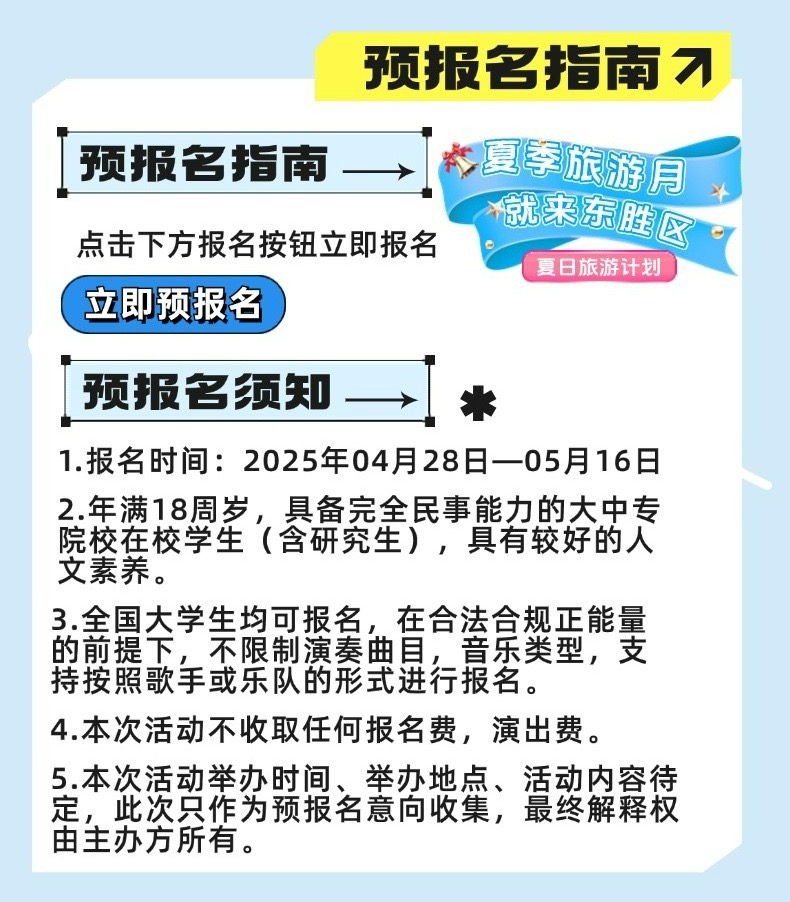 预报名指南
预报名指南
夏季旅游月
就来东胜区
夏日旅游计划
点击下方报名按钮立即报名
立即预报名
预报名须知
1.报名时间：2025年04月28日—05月16日
2.年满18周岁，具备完全民事能力的大中专
院校在校学生（含研究生），具有较好的人
文素养。
3.全国大学生均可报名，在合法合规正能量
的前提下，不限制演奏曲目，音乐类型，支
持按照歌手或乐队的形式进行报名。
4.本次活动不收取任何报名费，演出费。
5.本次活动举办时间、举办地点、活动内容待
定，此次只作为预报名意向收集，最终解释权
由主办方所有。